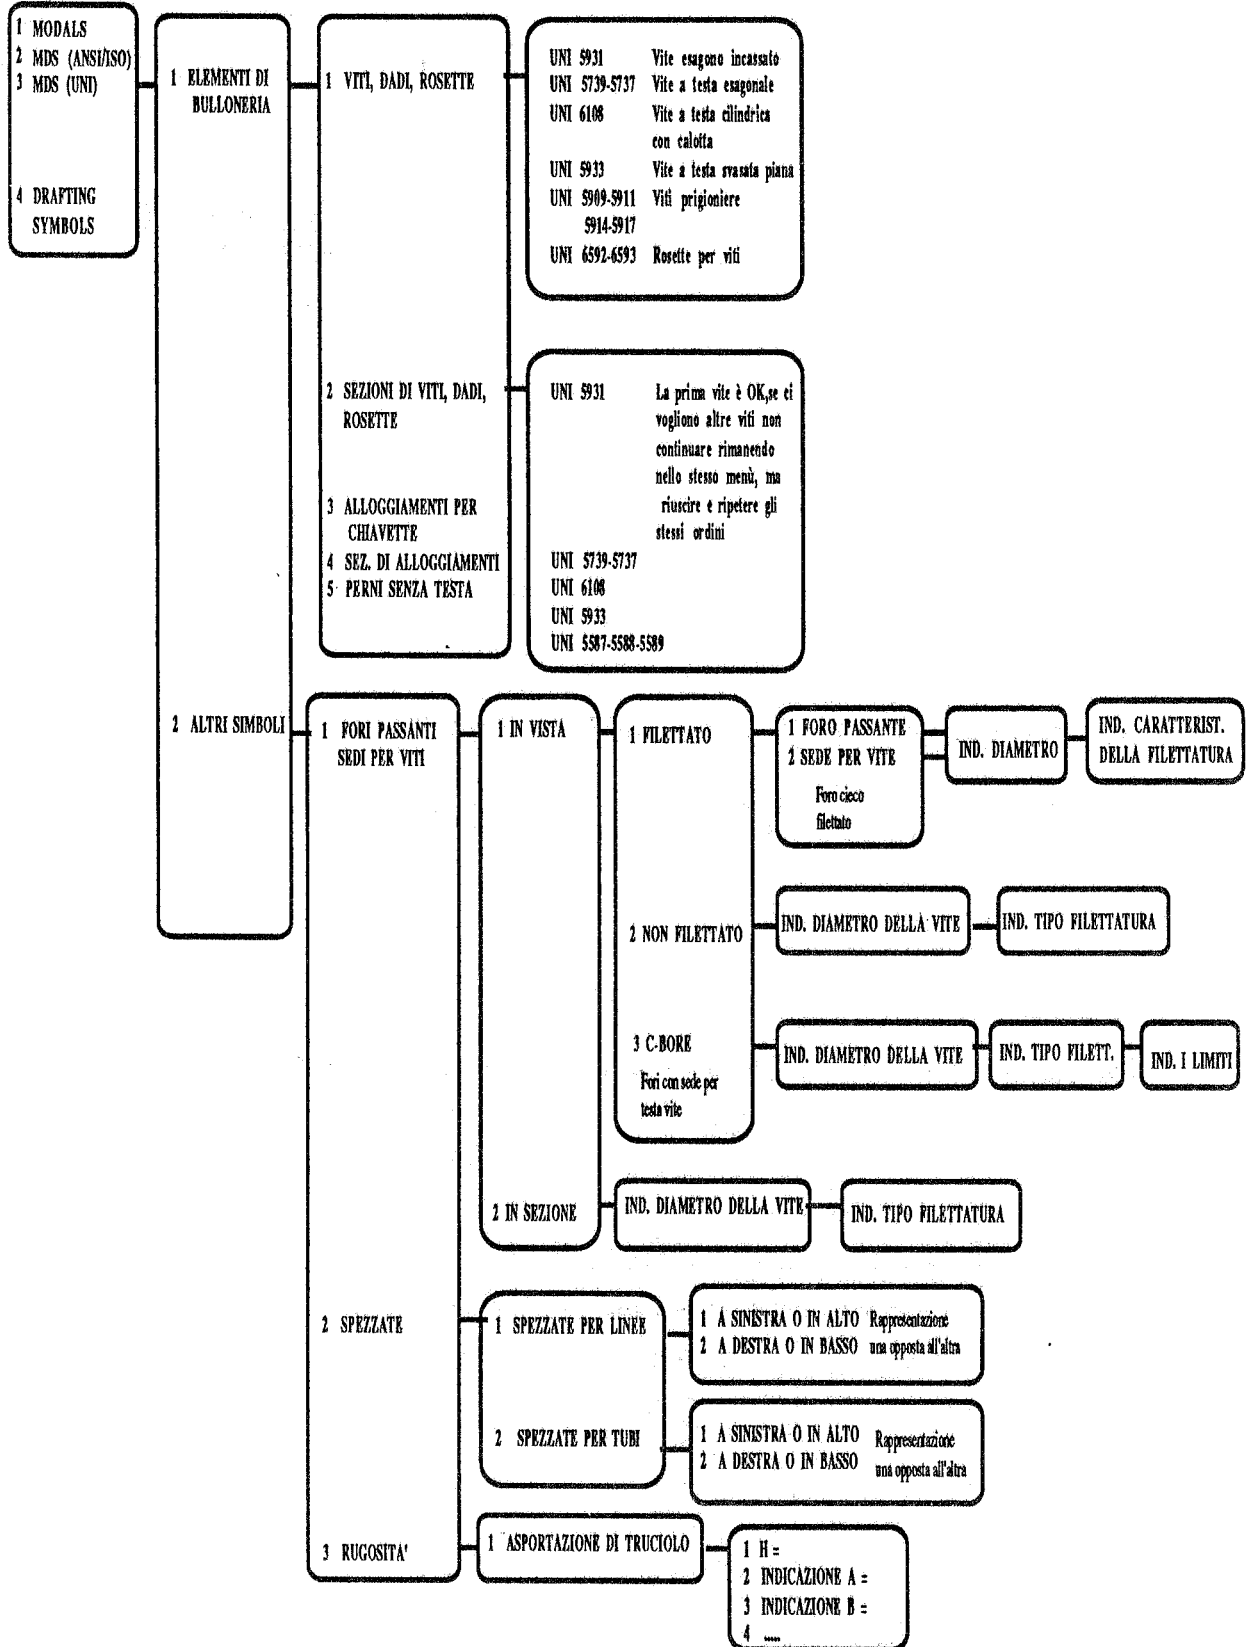 1 MODALS
2 MDS (ANSI/ISO)
3 MDS (UNI)
4 DRAFTING
SYMBOLS
1 ELEMENTI DI
BULLONERIA
2 ALTRI SIMBOLI
1 VITI, DADI, ROSETTE
2 SEZIONI DI VITI, DADI,
ROSETTE
3 ALLOGGIAMENTI PER
CHIAVETTE
4 SEZ. DI ALLOGGIAMENTI
5 PERNI SENZA TESTA
UNI 5931 Vite esagono incassato
UNI 5739-5737 Vite a testa esagonale
UNI 6108 Vite a testa cilindrica
con calotta
UNI 5933 Vite a testa svasata piana
UNI 5909-5911 Viti prigioniere
5914-5917
UNI 6592-6593 Rosette per viti
UNI 5931 La prima vite è OK,se ci
vogliono altre viti non
continuare rimanendo
nello stesso menù, ma
riuscire e ripetere gli
stessi ordini
UNI 5739-5737
UNI 6108
UNI 5933
UNI 5587-5588-5589
1 FORI PASSANTI
SEDI PER VITI
2 SPEZZATE
3 RUGOSITA'
1 IN VISTA
2 IN SEZIONE
1 FILETTATO
2 NON FILETTATO
3 C-BORE
Fori con sede per
testa vite
1 FORO PASSANTE
2 SEDE PER VITE
Foro cieco
filettato
IND. DIAMETRO
IND. CARATTERIST.
DELLA FILETTATURA
IND. DIAMETRO DELLA VITE
IND. TIPO FILETTATURA
IND. DIAMETRO DELLA VITE
IND. TIPO FILETT.
IND. I LIMITI
IND. DIAMETRO DELLA VITE
IND. TIPO FILETTATURA
1 SPEZZATE PER LINEE
2 SPEZZATE PER TUBI
1 A SINISTRA O IN ALTO Rappresentazione
2 A DESTRA O IN BASSO una opposta all'altra
1 A SINISTRA O IN ALTO Rappresentazione
2 A DESTRA O IN BASSO una opposta all'altra
1 ASPORTAZIONE DI TRUCIOLO
1 H =
2 INDICAZIONE A =
3 INDICAZIONE B =
4 .....